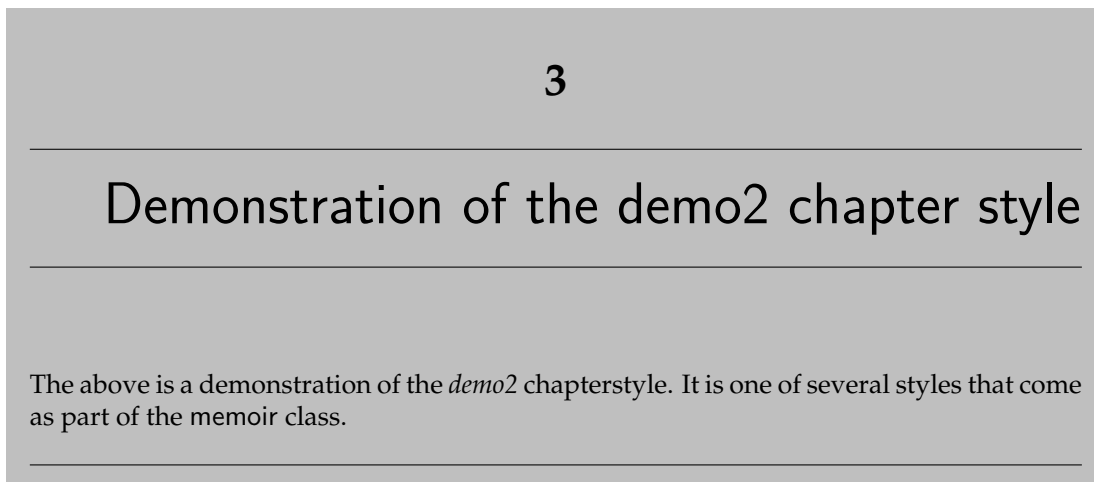 3
Demonstration of the demo2 chapter style
The above is a demonstration of the demo2 chapterstyle. It is one of several styles that come
as part of the memoir class.